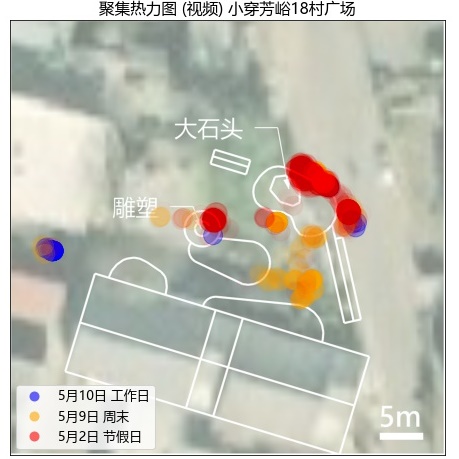 聚集热力图 (视频) 小穿芳峪18村广场
大石头
雕塑
5月10日 工作日
5月9日 周末
5月2日 节假日
5m